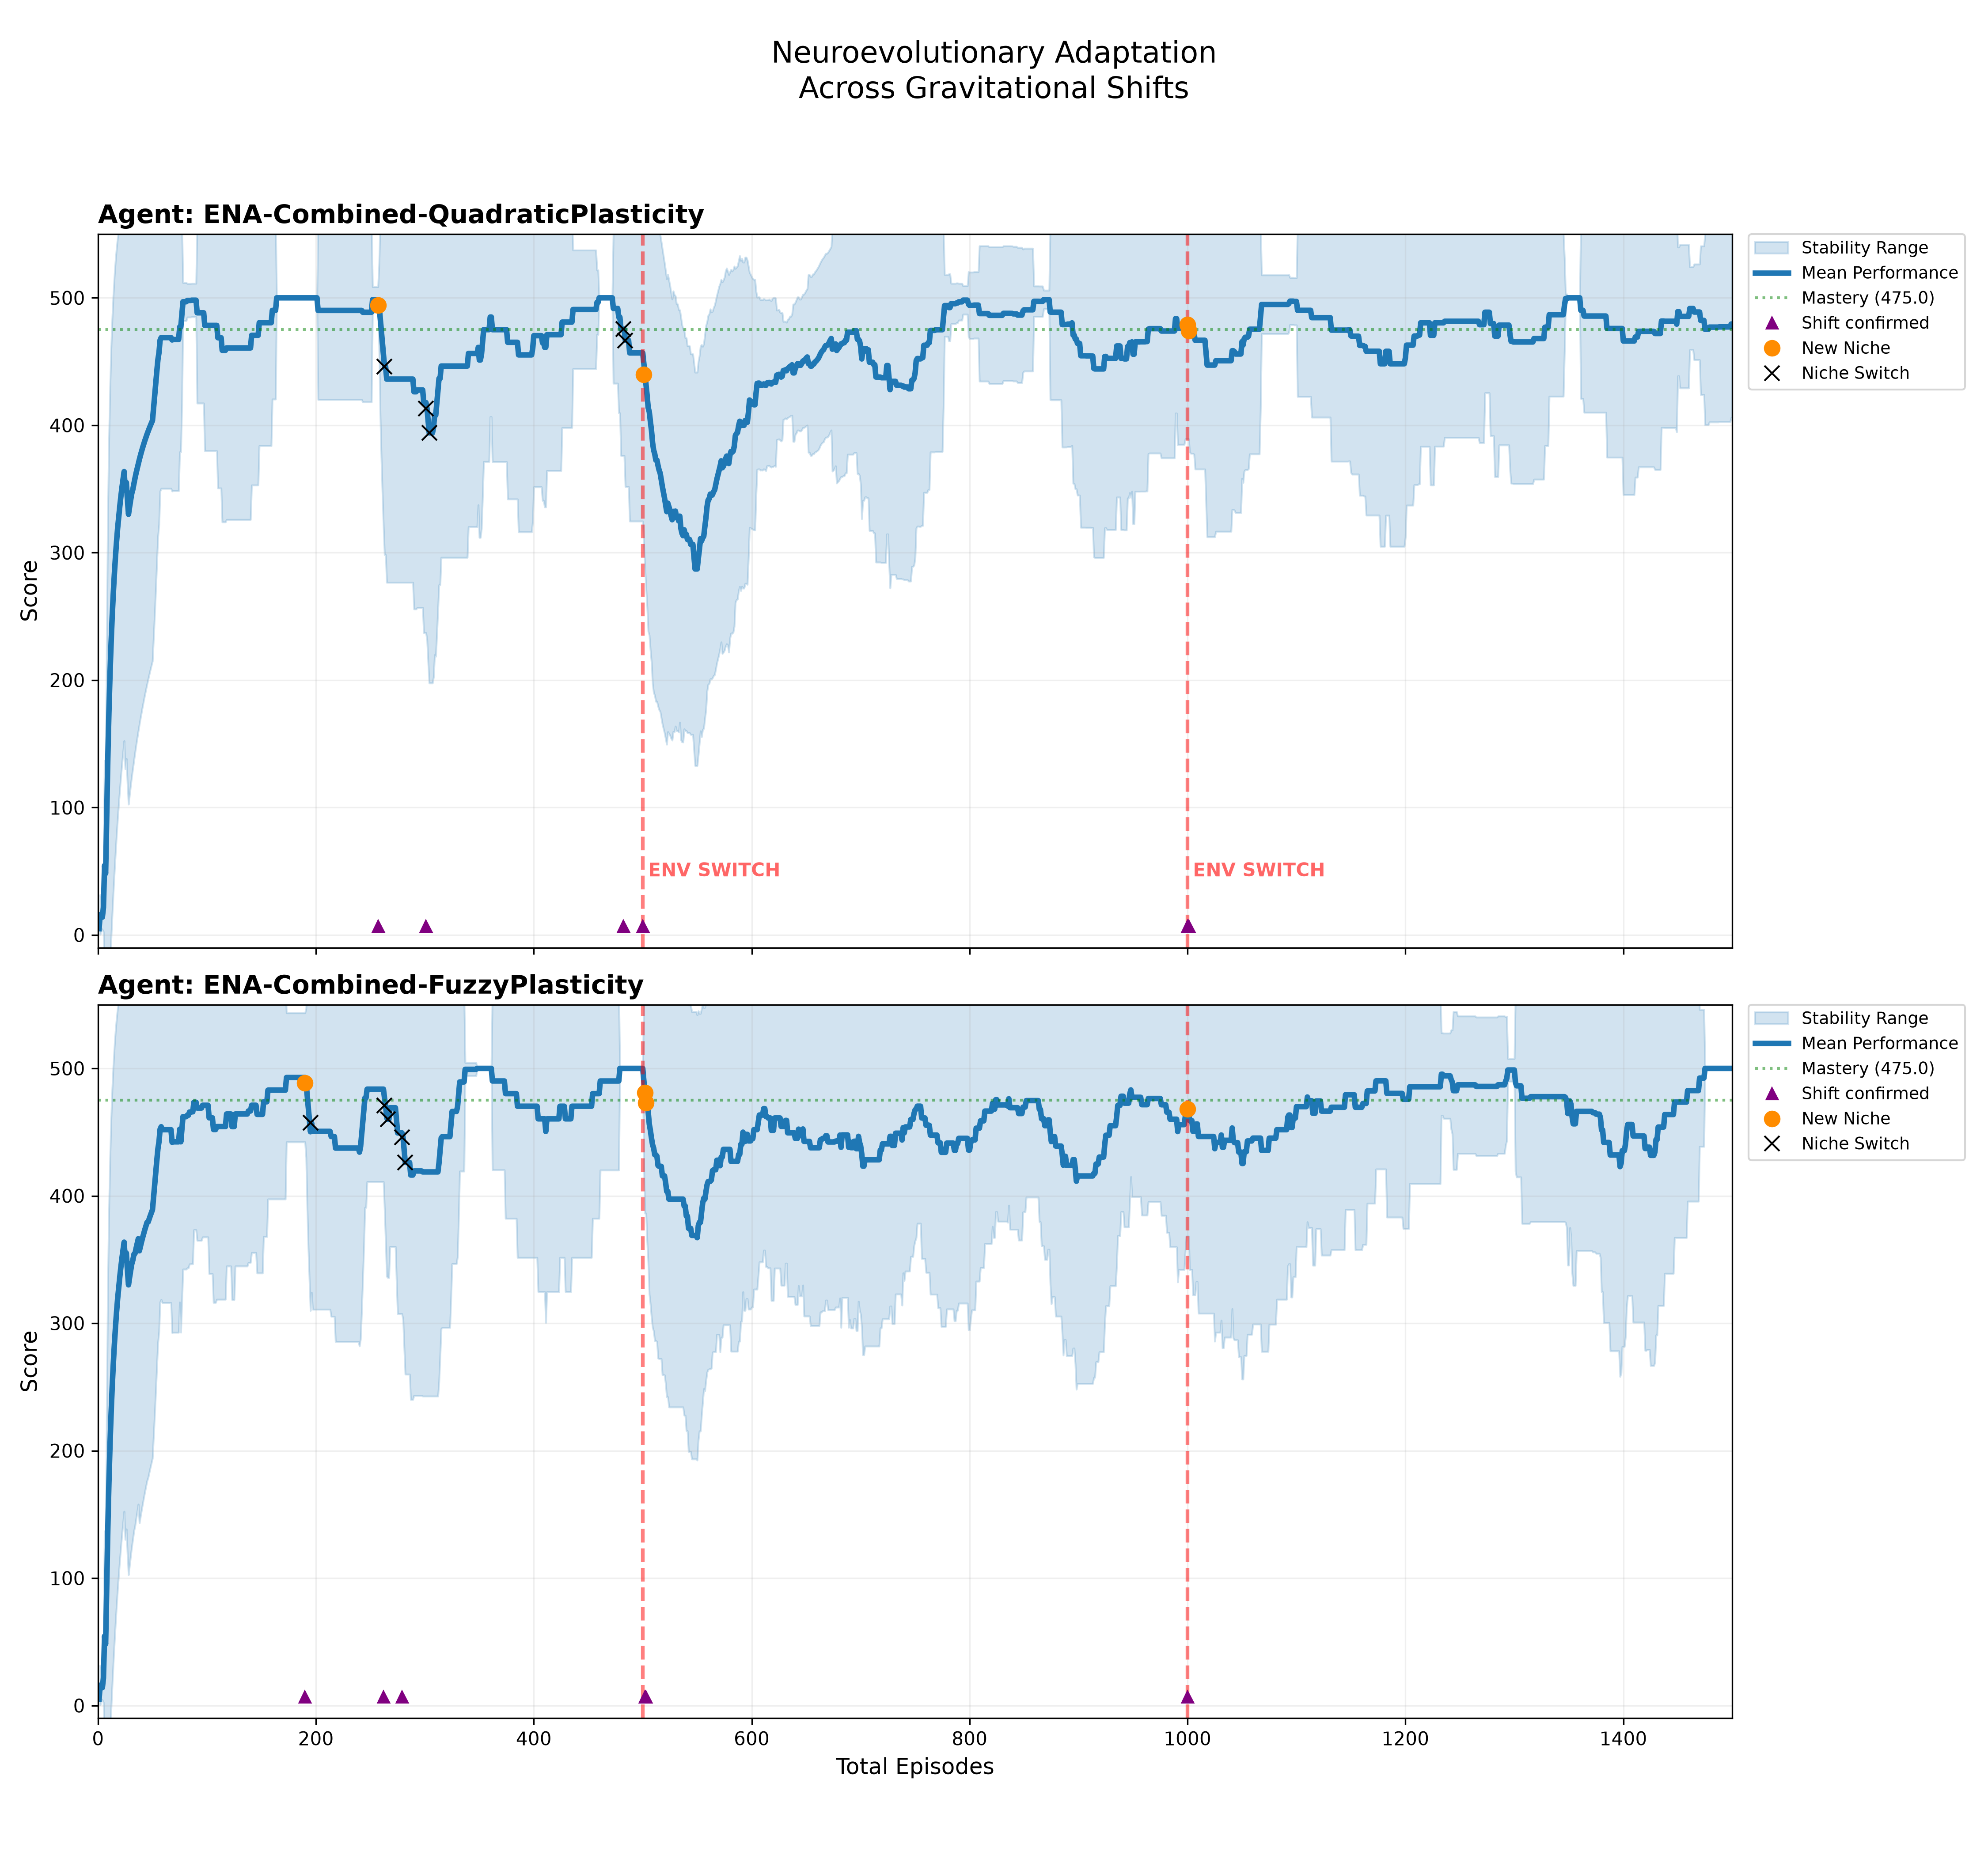 Neuroevolutionary Adaptation
Across Gravitational Shifts
Agent: ENA-Combined-QuadraticPlasticity
Score
500
400
300
200
100
0
ENV SWITCH
ENV SWITCH
Stability Range
Mean Performance
Mastery (475.0)
Shift confirmed
New Niche
Niche Switch
Agent: ENA-Combined-FuzzyPlasticity
Score
500
400
300
200
100
0
0 200 400 600 800 1000 1200 1400
Total Episodes
Stability Range
Mean Performance
Mastery (475.0)
Shift confirmed
New Niche
Niche Switch